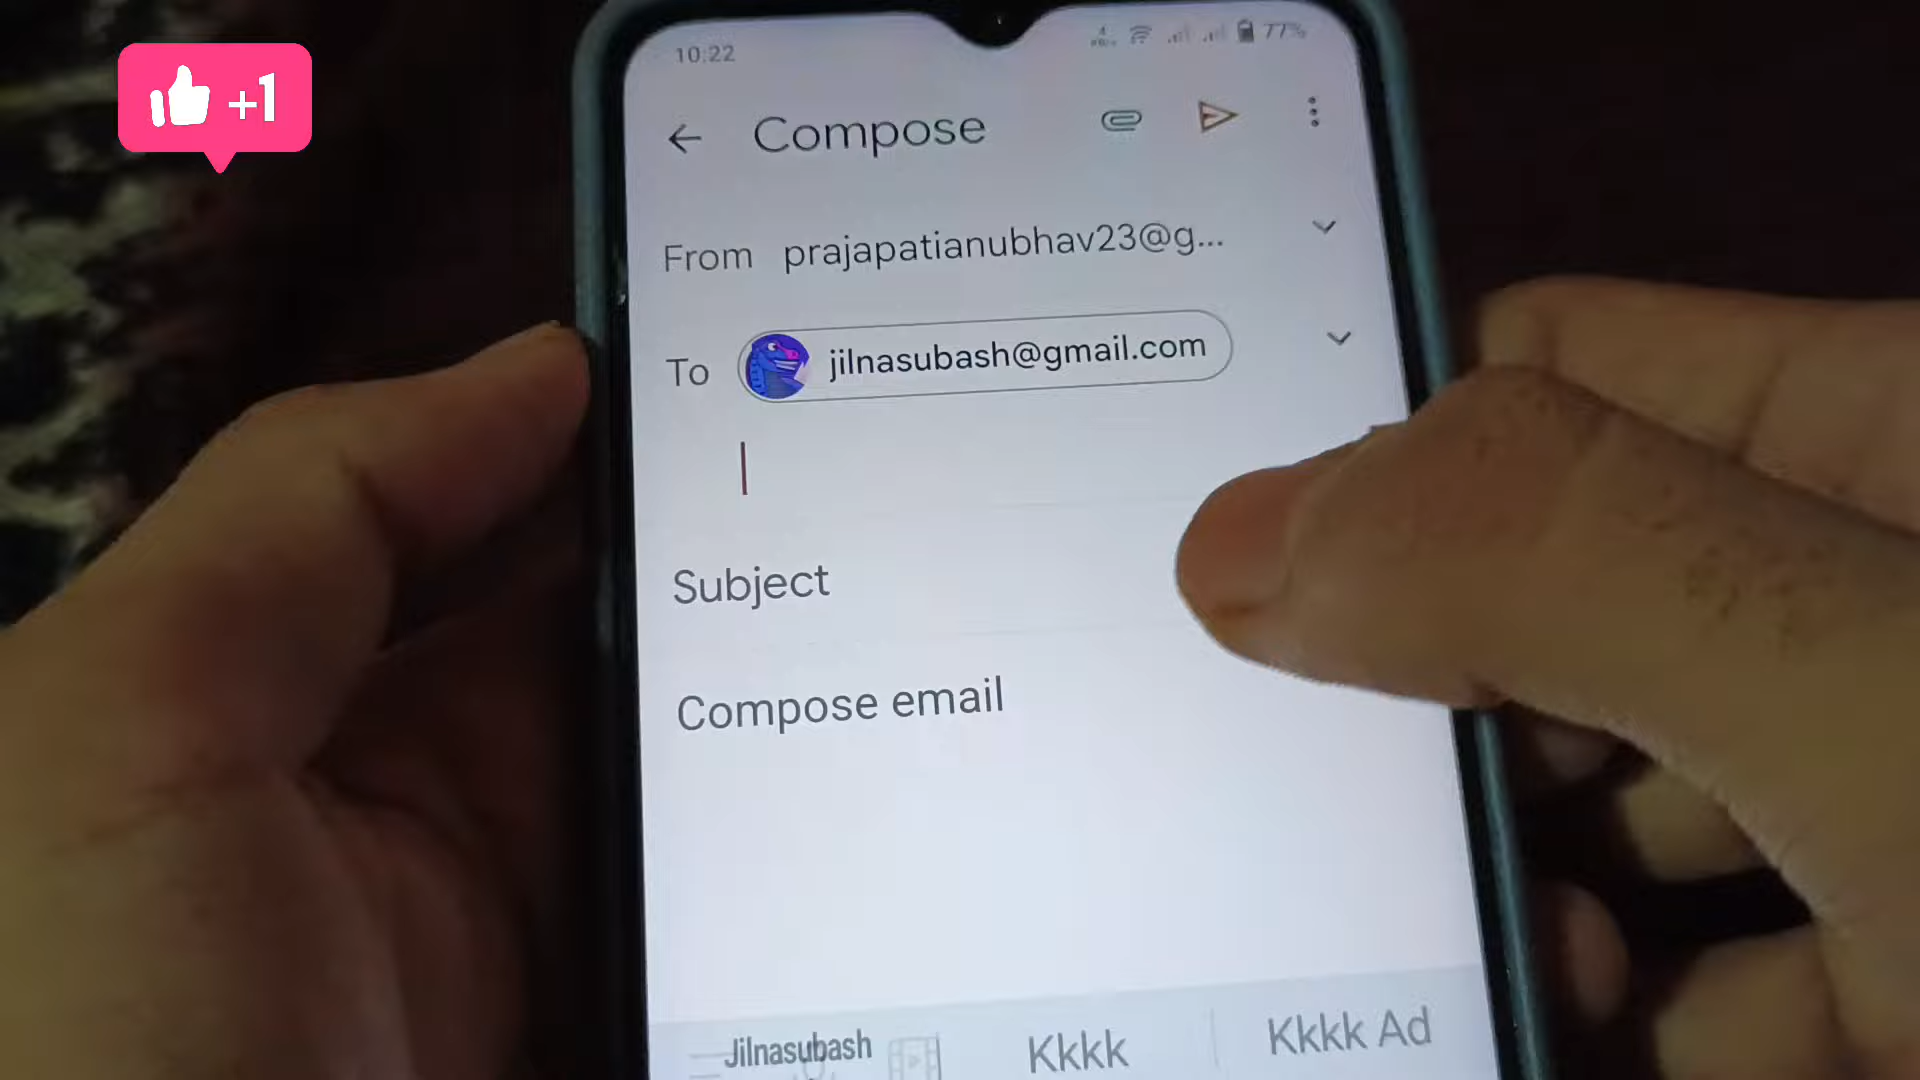 +1
10:22
77%
Compose
From prajapatianubhav23@g...
To jilnasubash@gmail.com
Subject
Compose email
Jilnasubash Kkkk Kkkk Ad